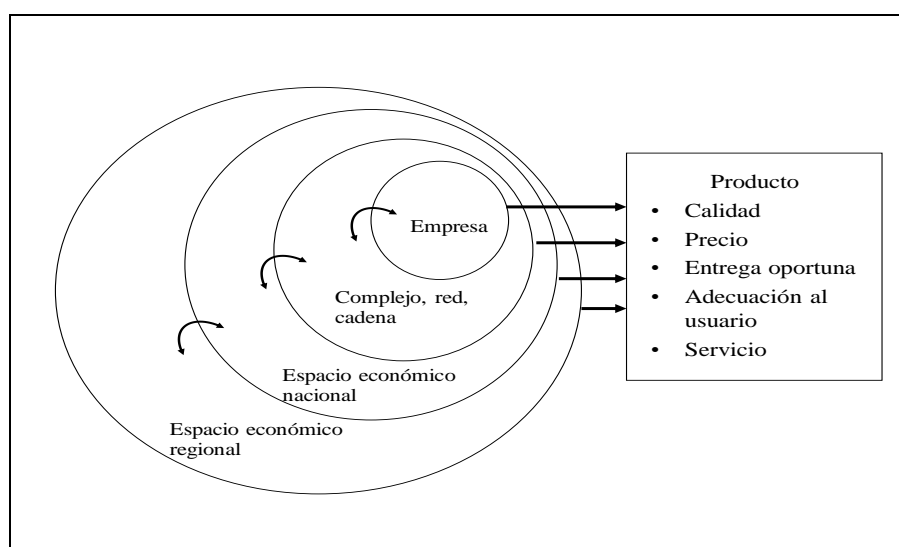 Empresa
Complejo, red,
cadena
Espacio económico
nacional
Espacio económico
regional
Producto
• Calidad
• Precio
• Entrega oportuna
• Adecuación al
usuario
• Servicio